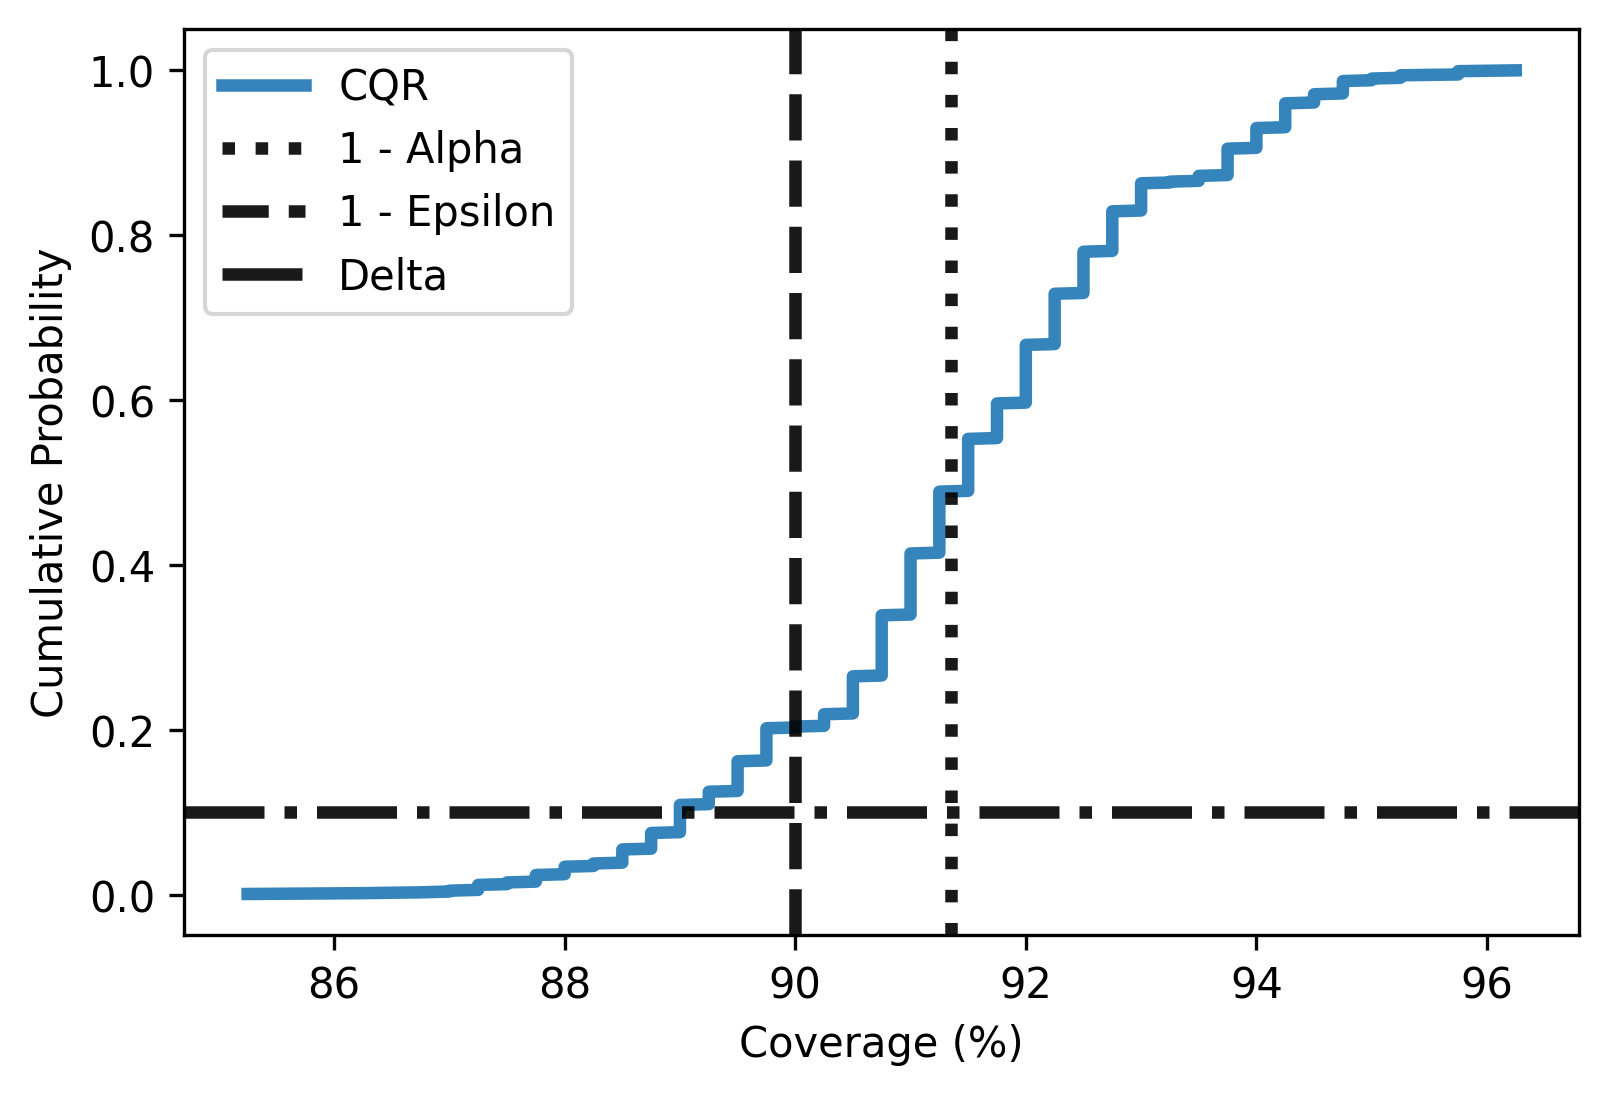 CQR
1 - Alpha
1 - Epsilon
Delta
1.0
0.8
0.6
0.4
0.2
0.0
Cumulative Probability
86 88 90 92 94 96
Coverage (%)